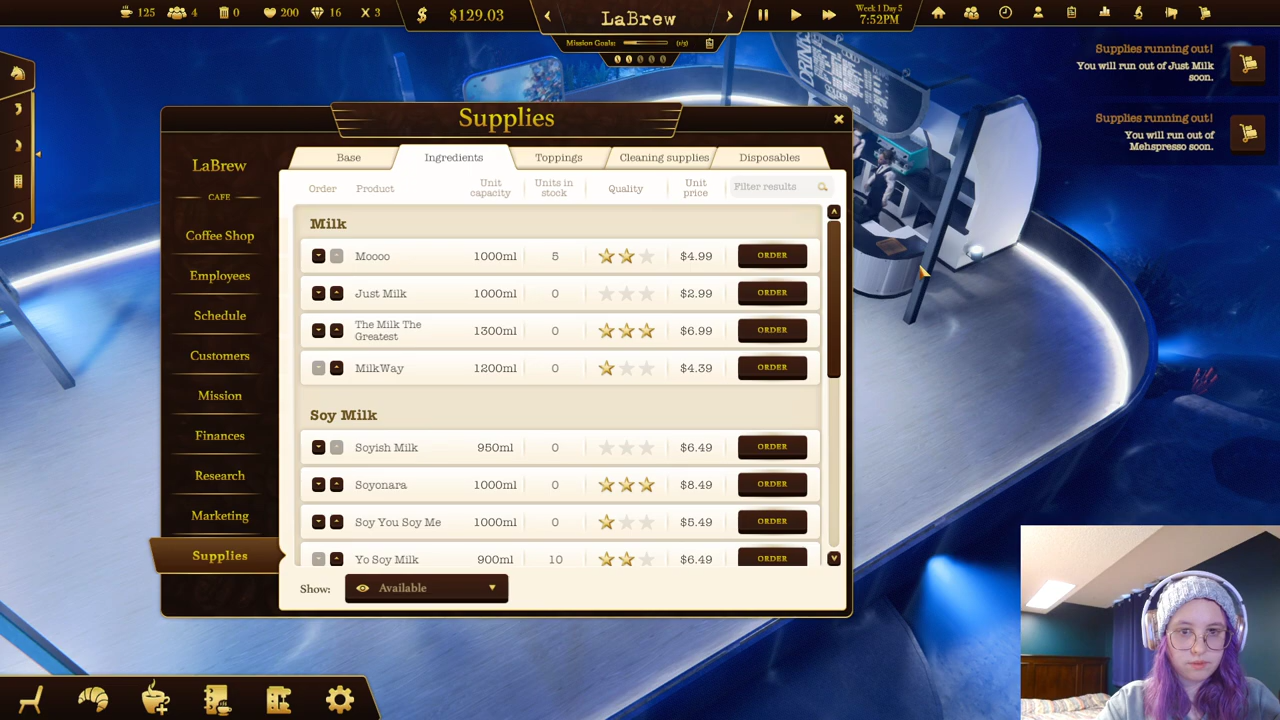 125 4 0 200 16 3 $ $129.03 LaBrew Week 1 Day 5
7:52PM
Mission Goals: (1/5)
Supplies running out!
You will run out of Just Milk
soon.
Supplies running out!
You will run out of
Mehspresso soon.
Supplies
LaBrew
CAFE
Coffee Shop
Employees
Schedule
Customers
Mission
Finances
Research
Marketing
Supplies
Base Ingredients Toppings Cleaning supplies Disposables
Order Product Unit capacity Units in stock Quality Unit price Filter results
Milk
Moooo 1000ml 5 $4.99 ORDER
Just Milk 1000ml 0 $2.99 ORDER
The Milk The
Greatest 1300ml 0 $6.99 ORDER
MilkWay 1200ml 0 $4.39 ORDER
Soy Milk
Soyish Milk 950ml 0 $6.49 ORDER
Soyonara 1000ml 0 $8.49 ORDER
Soy You Soy Me 1000ml 0 $5.49 ORDER
Yo Soy Milk 900ml 10 $6.49 ORDER
Show: Available